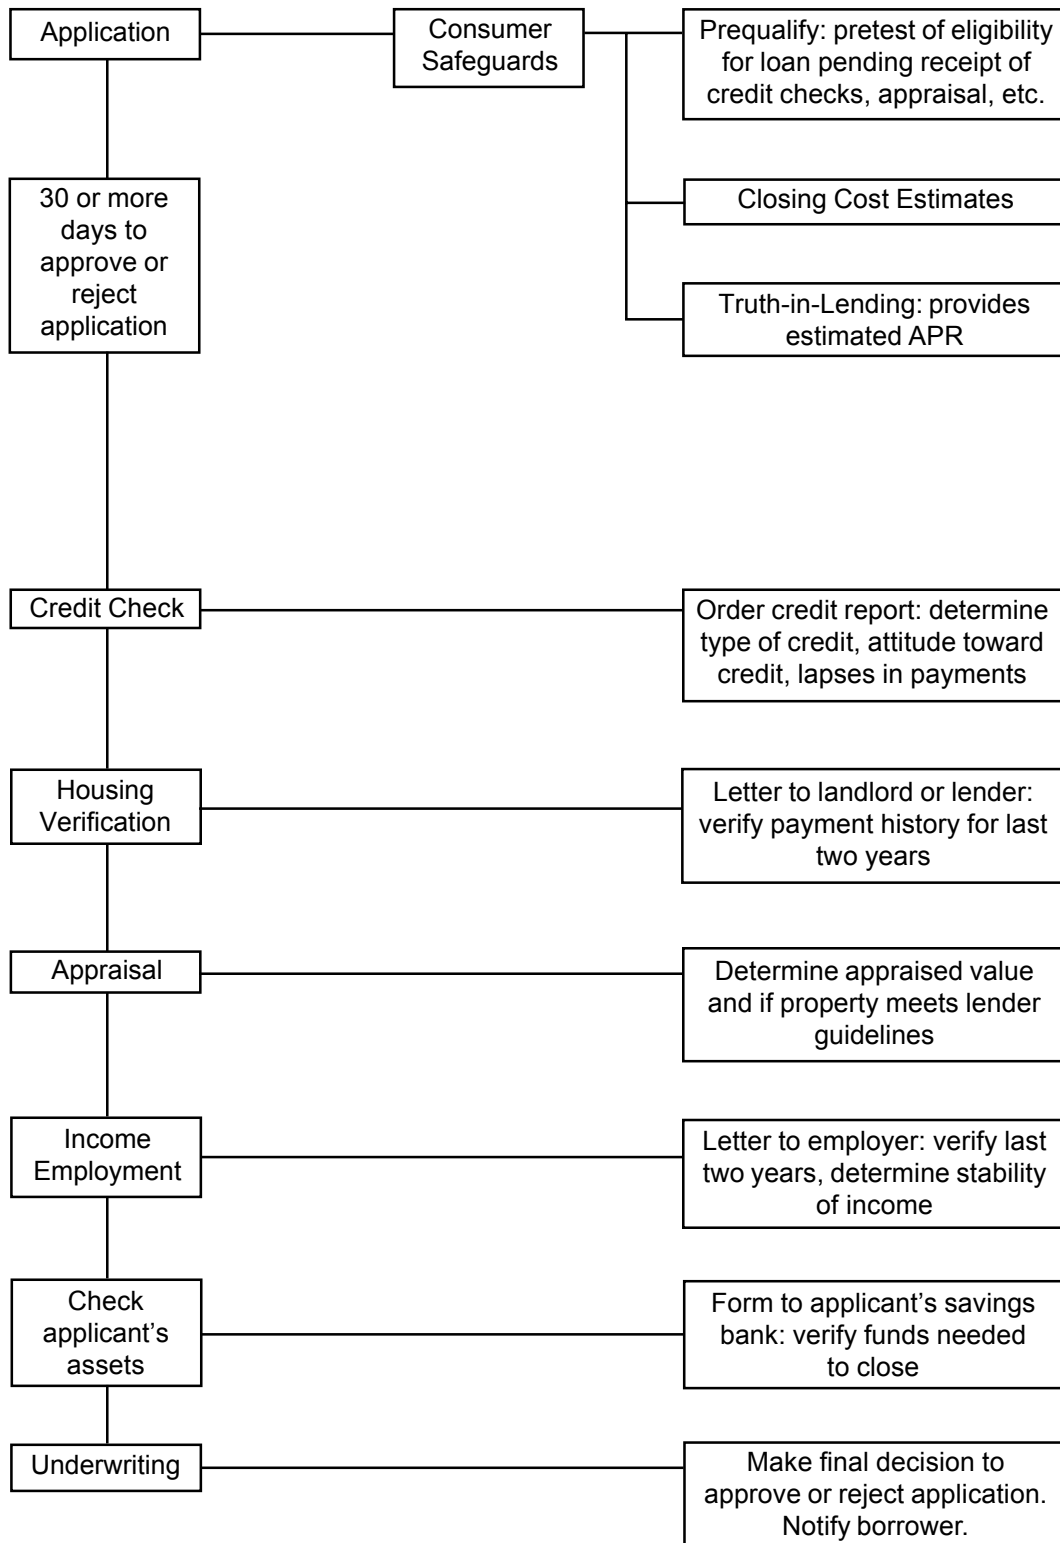 Application
Consumer
Safeguards
Prequalify: pretest of eligibility
for loan pending receipt of
credit checks, appraisal, etc.
30 or more
days to
approve or
reject
application
Closing Cost Estimates
Truth-in-Lending: provides
estimated APR
Credit Check
Order credit report: determine
type of credit, attitude toward
credit, lapses in payments
Housing
Verification
Letter to landlord or lender:
verify payment history for last
two years
Appraisal
Determine appraised value
and if property meets lender
guidelines
Income
Employment
Letter to employer: verify last
two years, determine stability
of income
Check
applicant’s
assets
Form to applicant’s savings
bank: verify funds needed
to close
Underwriting
Make final decision to
approve or reject application.
Notify borrower.